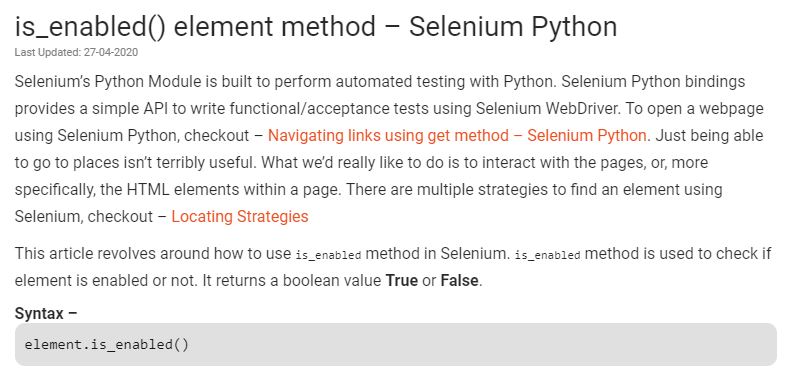 is_enabled() element method – Selenium Python
Last Updated: 27-04-2020
Selenium’s Python Module is built to perform automated testing with Python. Selenium Python bindings
provides a simple API to write functional/acceptance tests using Selenium WebDriver. To open a webpage
using Selenium Python, checkout – Navigating links using get method – Selenium Python. Just being able
to go to places isn’t terribly useful. What we’d really like to do is to interact with the pages, or, more
specifically, the HTML elements within a page. There are multiple strategies to find an element using
Selenium, checkout – Locating Strategies
This article revolves around how to use is_enabled method in Selenium. is_enabled method is used to check if
element is enabled or not. It returns a boolean value True or False.
Syntax –
element.is_enabled()